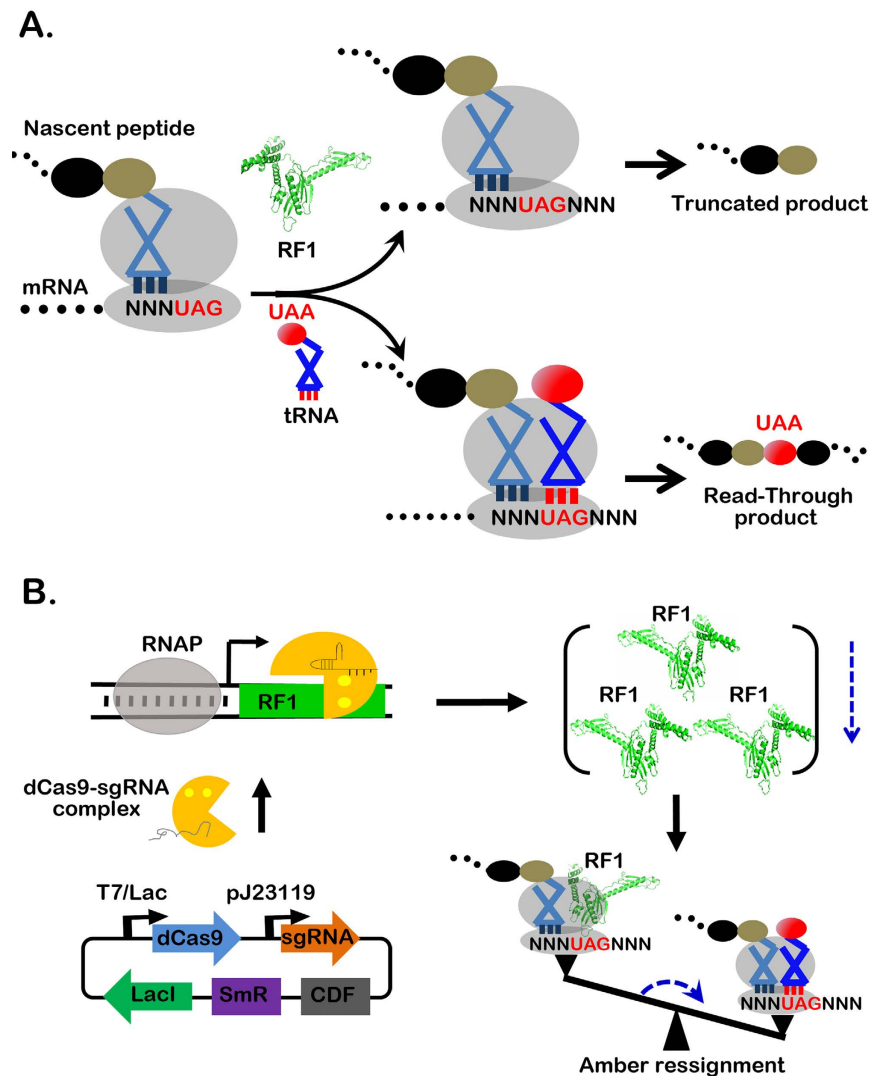 A.
Nascent peptide
RF1
NNNUAGNNN
Truncated product
mRNA
NNNUAG
UAA
tRNA
NNNUAGNNN
UAA
Read-Through
product
B.
RNAP
RF1
RF1
RF1
RF1
dCas9-sgRNA
complex
T7/Lac
pJ23119
dCas9
sgRNA
LacI
SmR
CDF
RF1
NNNUAGNNN
NNNUAGNNN
Amber ressignment